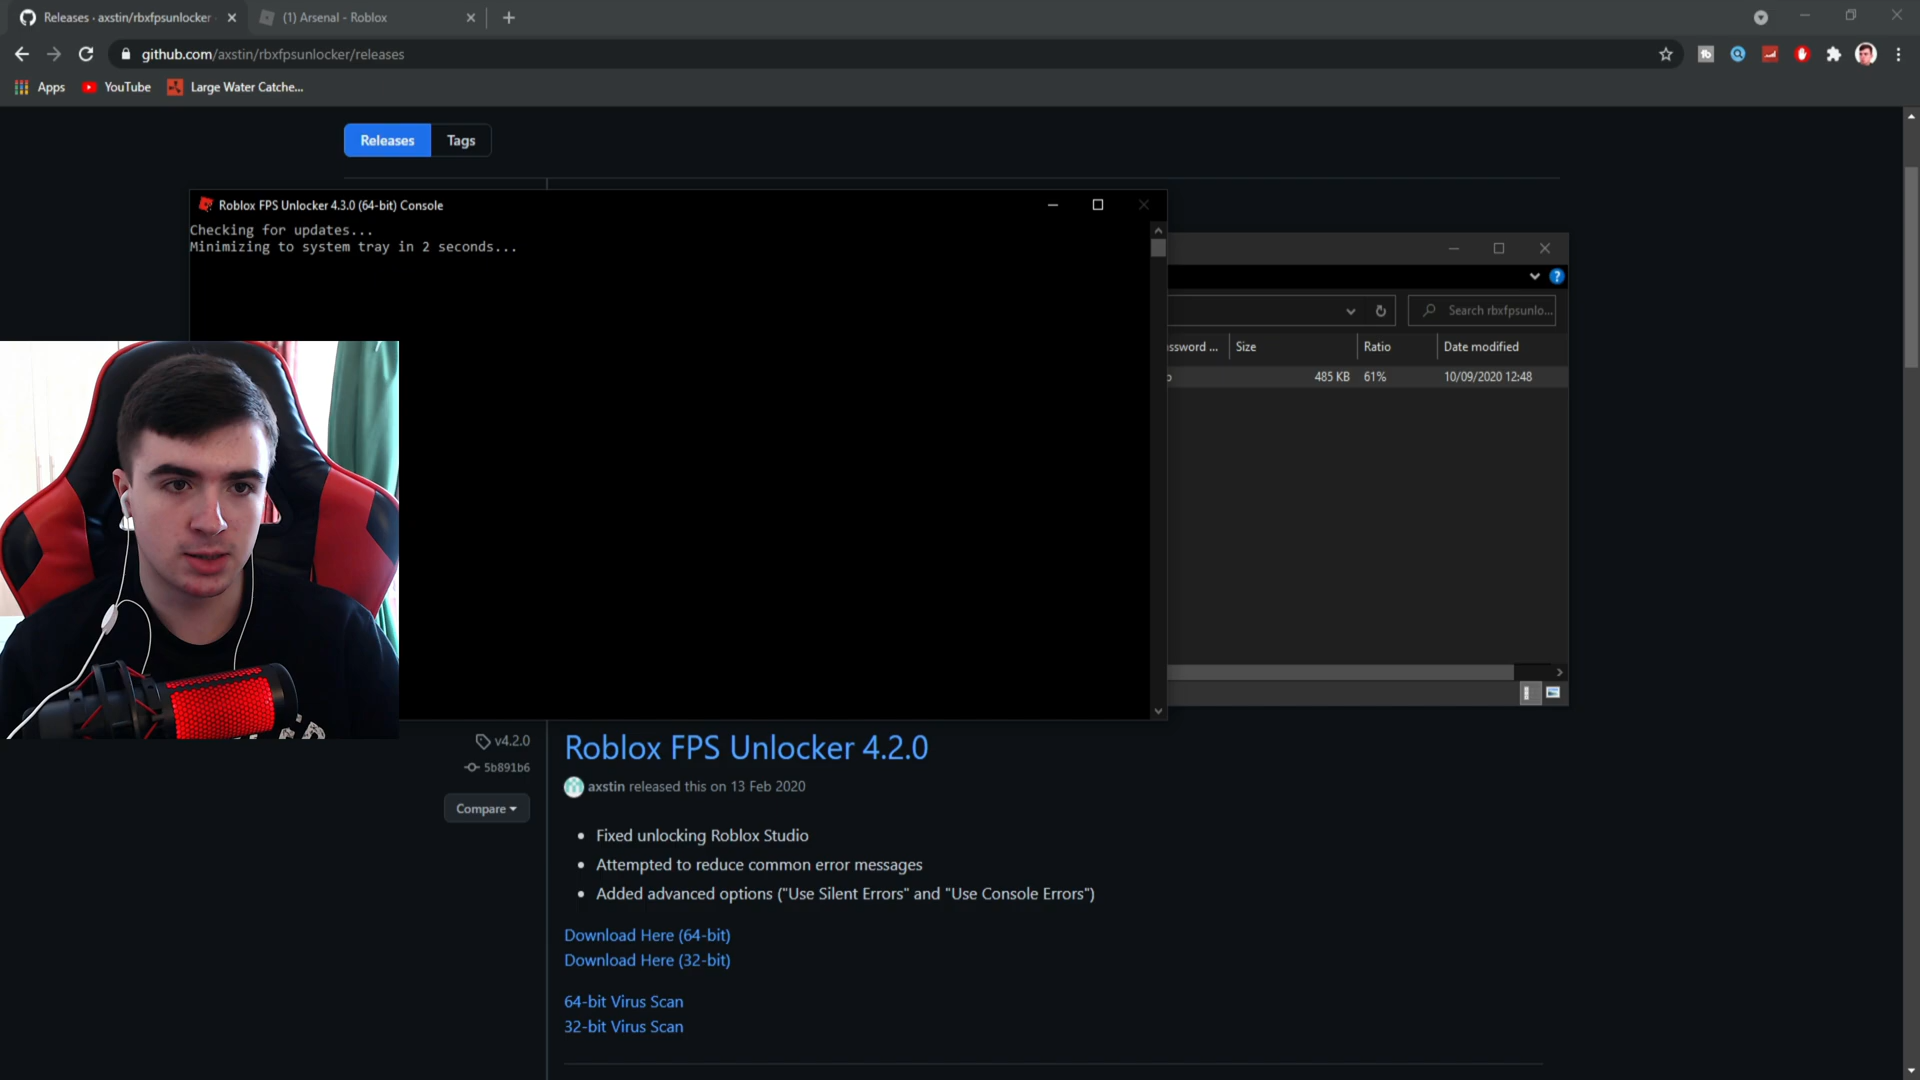 Releases · axstin/rbxfpsunlocker
(1) Arsenal - Roblox
github.com/axstin/rbxfpsunlocker/releases
Apps
YouTube
Large Water Catche...
Releases
Tags
Roblox FPS Unlocker 4.3.0 (64-bit) Console
Checking for updates...
Minimizing to system tray in 2 seconds...
Search rbxfpsunlo...
ssword ...
Size
Ratio
Date modified
485 KB
61%
10/09/2020 12:48
v4.2.0
5b891b6
Compare
Roblox FPS Unlocker 4.2.0
axstin released this on 13 Feb 2020
• Fixed unlocking Roblox Studio
• Attempted to reduce common error messages
• Added advanced options ("Use Silent Errors" and "Use Console Errors")
Download Here (64-bit)
Download Here (32-bit)
64-bit Virus Scan
32-bit Virus Scan